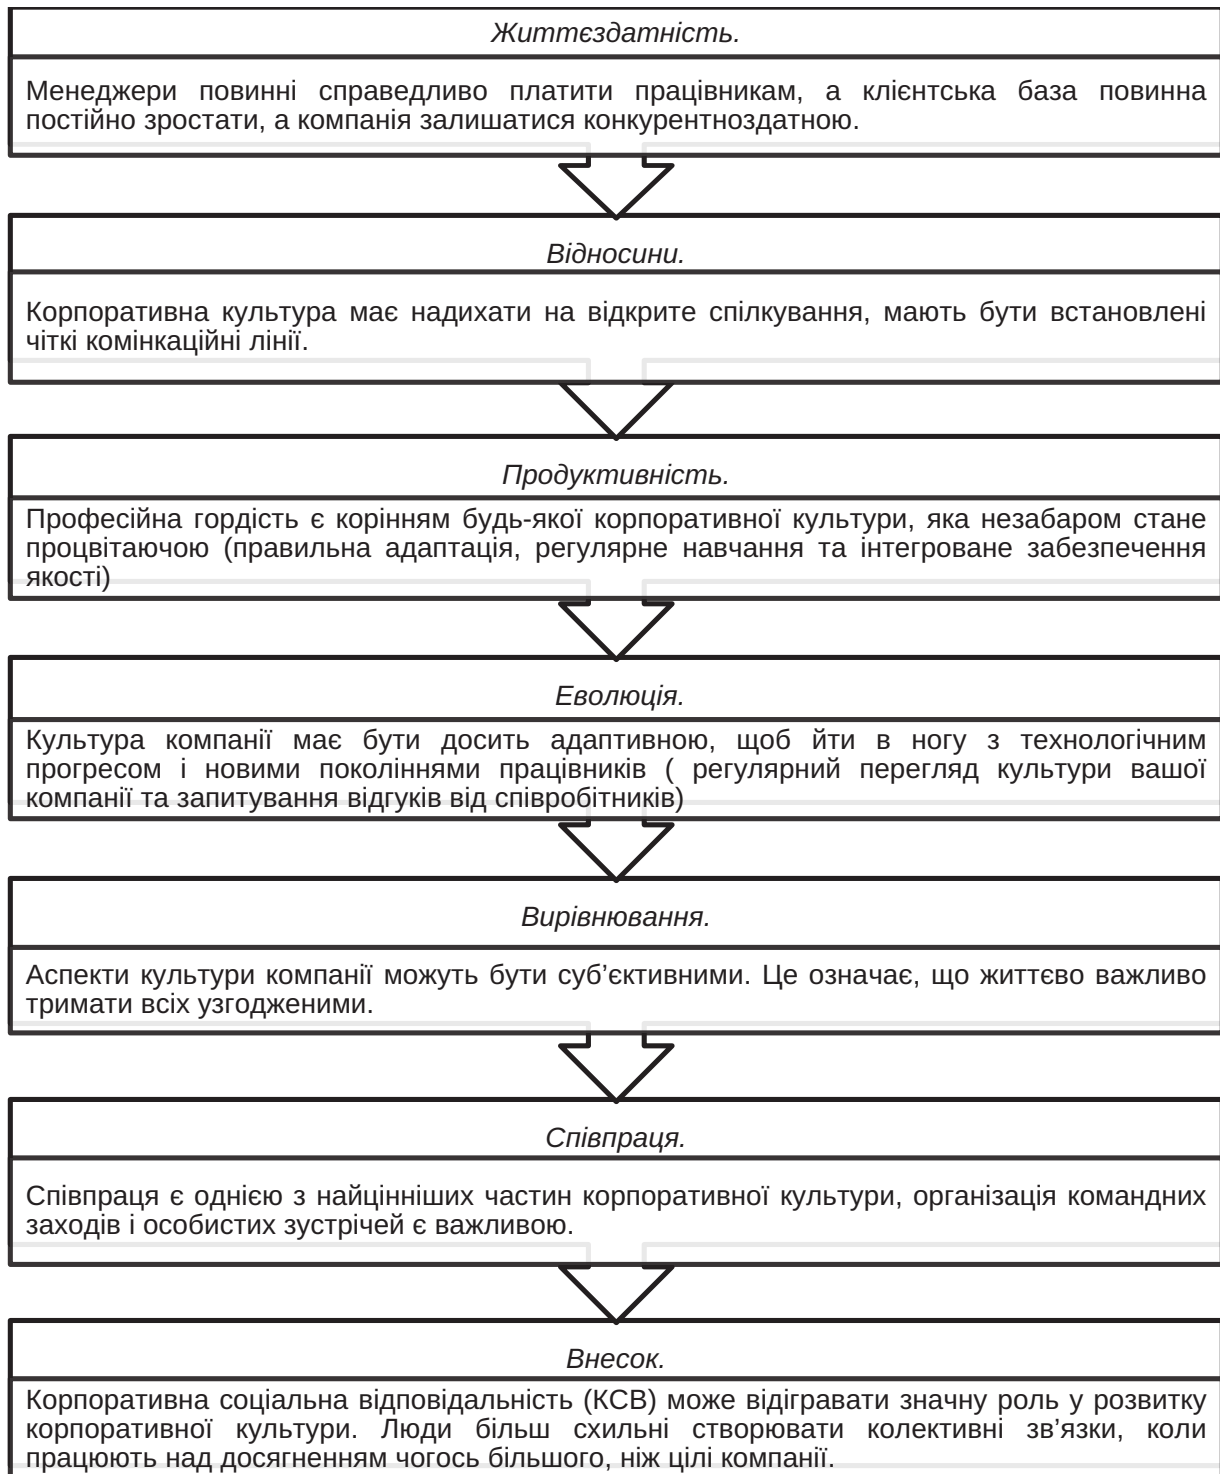 Життєздатність.
Менеджери повинні справедливо платити працівникам, а клієнтська база повинна
постійно зростати, а компанія залишатися конкурентноздатною.
Відносини.
Корпоративна культура має надихати на відкрите спілкування, мають бути встановлені
чіткі комінкаційні лінії.
Продуктивність.
Професійна гордість є корінням будь-якої корпоративної культури, яка незабаром стане
процвітаючою (правильна адаптація, регулярне навчання та інтегроване забезпечення
якості)
Еволюція.
Культура компанії має бути досить адаптивною, щоб йти в ногу з технологічним
прогресом і новими поколіннями працівників ( регулярний перегляд культури вашої
компанії та запитування відгуків від співробітників)
Вирівнювання.
Аспекти культури компанії можуть бути суб’єктивними. Це означає, що життєво важливо
тримати всіх узгодженими.
Співпраця.
Співпраця є однією з найцінніших частин корпоративної культури, організація командних
заходів і особистих зустрічей є важливою.
Внесок.
Корпоративна соціальна відповідальність (КСВ) може відігравати значну роль у розвитку
корпоративної культури. Люди більш схильні створювати колективні зв’язки, коли
працюють над досягненням чогось більшого, ніж цілі компанії.